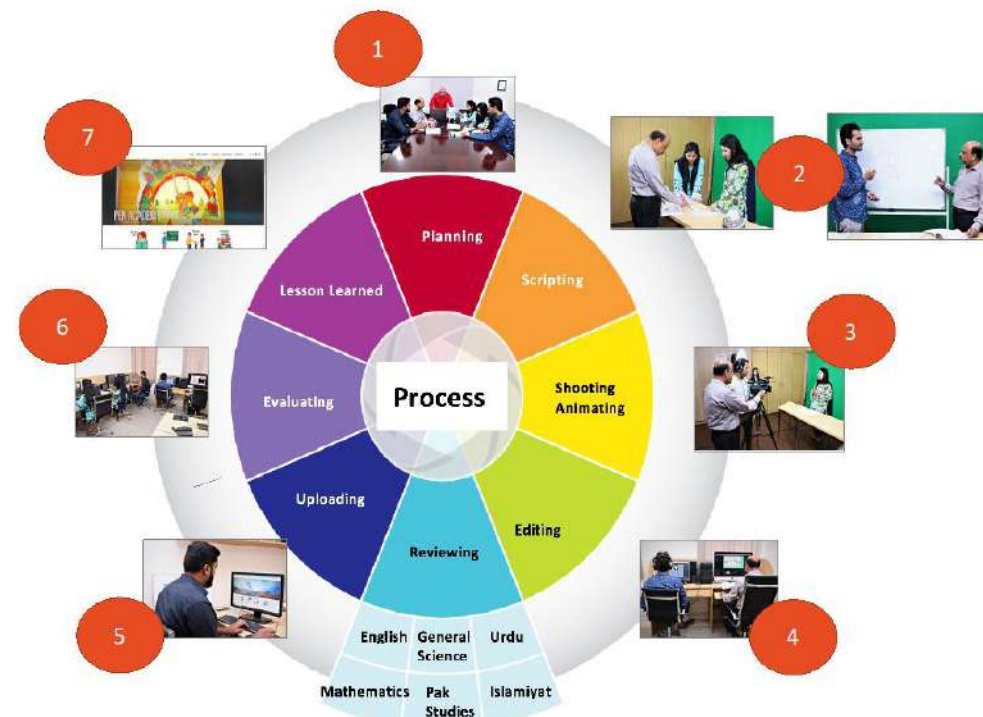 1
7
2
Planning
Scripting
Lesson Learned
6
3
Process
Shooting
Animating
Evaluating
Uploading
Editing
Reviewing
5
4
English
General
Science
Urdu
Mathematics
Pak
Studies
Islamiyat